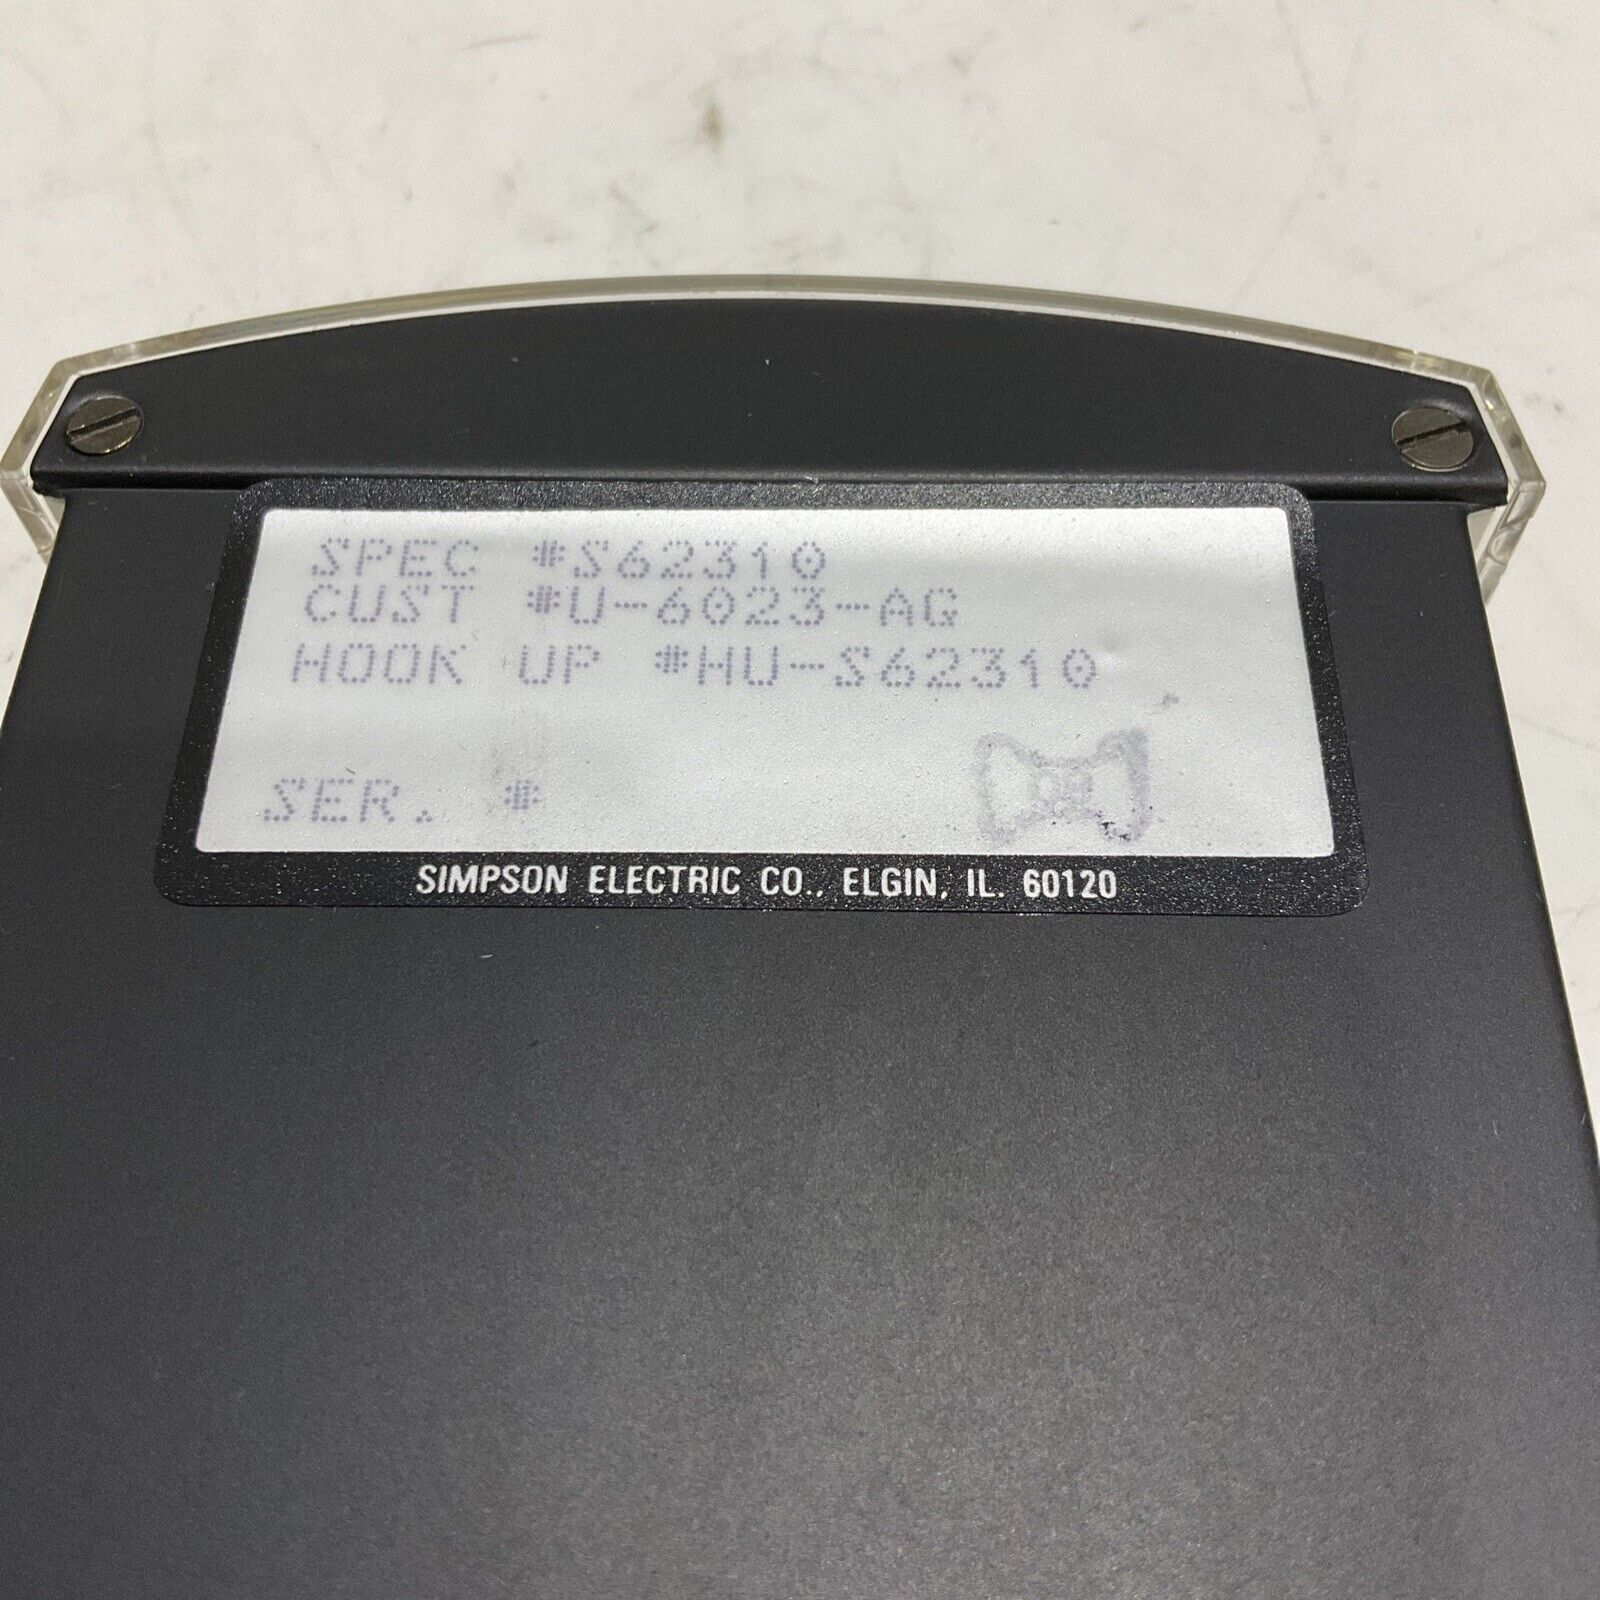 SPEC #S62310
CUST #U-6023-AG
HOOK UP #HU-S62310
SER. #
SIMPSON ELECTRIC CO., ELGIN, IL. 60120